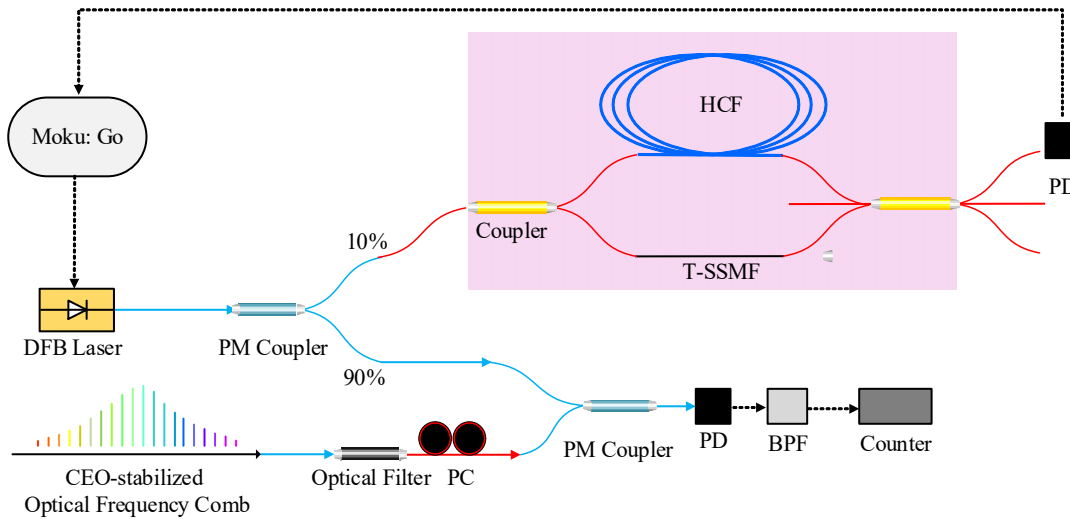 HCF
Moku: Go
PD
Coupler
10%
T-SSMF
DFB Laser
PM Coupler
90%
PM Coupler
PD
BPF
Counter
CEO-stabilized
Optical Frequency Comb
Optical Filter
PC